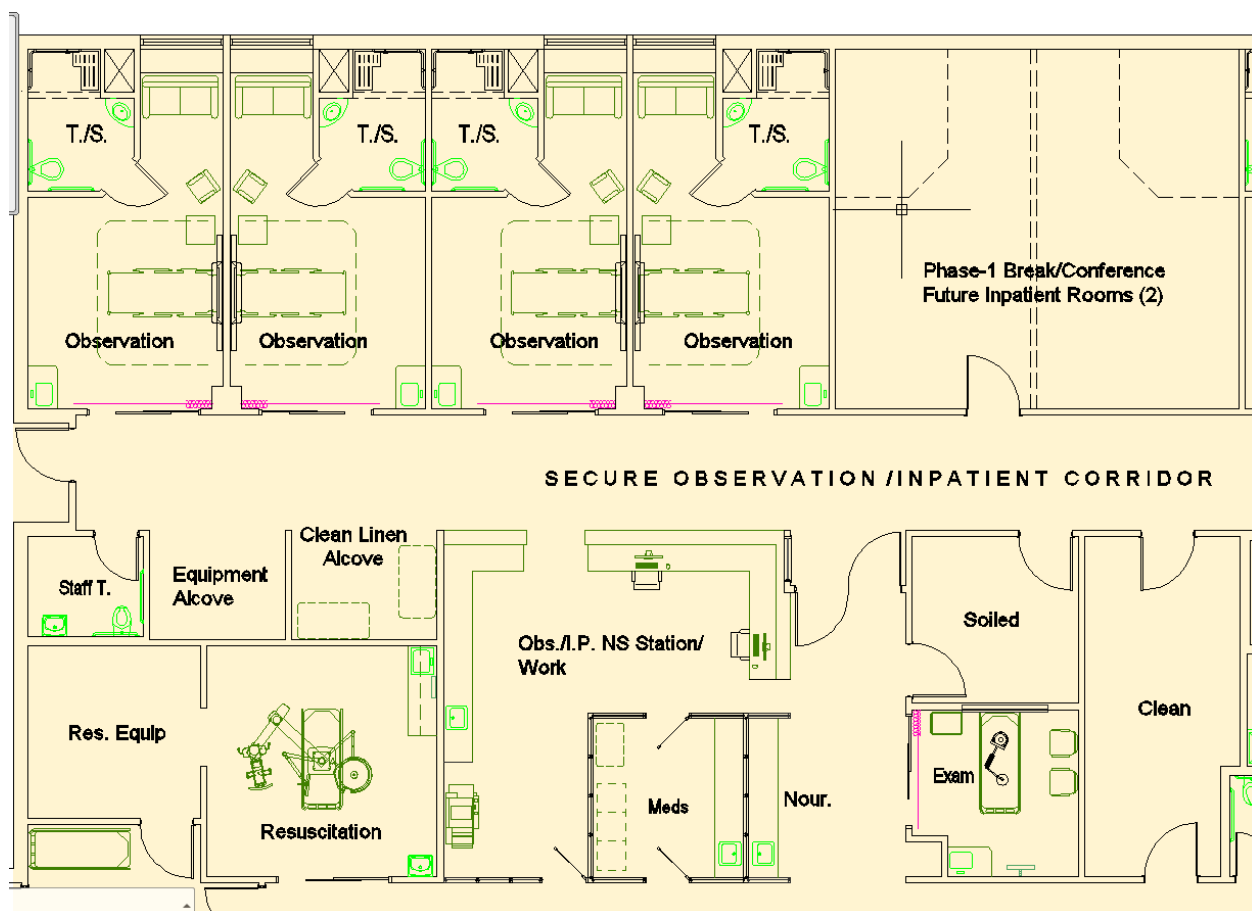 T./S.
T./S.
T./S.
T./S.
Phase-1 Break/Conference
Future Inpatient Rooms (2)
Observation
Observation
Observation
Observation
SECURE OBSERVATION /INPATIENT CORRIDOR
Clean Linen
Alcove
Equipment
Alcove
Staff T.
Obs./I.P. NS Station/
Work
Soiled
Res. Equip
Clean
Exam
Meds
Nour.
Resuscitation